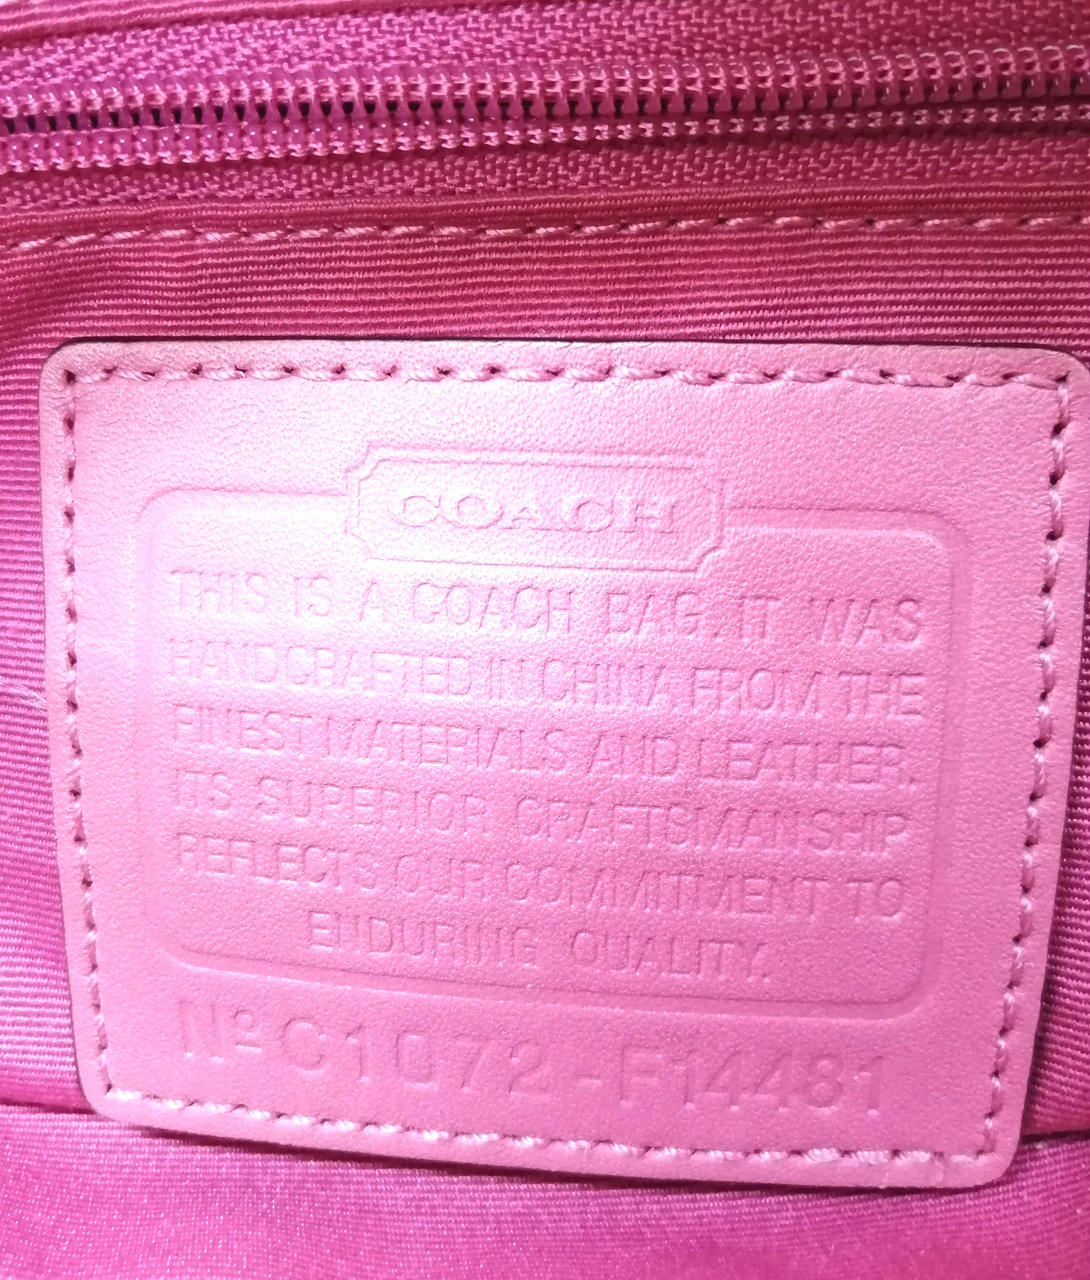 COACH
THIS IS A COACH BAG. IT WAS
HANDCRAFTED IN CHINA FROM THE
FINEST MATERIALS AND LEATHER.
ITS SUPERIOR CRAFTSMANSHIP
REFLECTS OUR COMMITMENT TO
ENDURING QUALITY.
Nº C1072-F14481